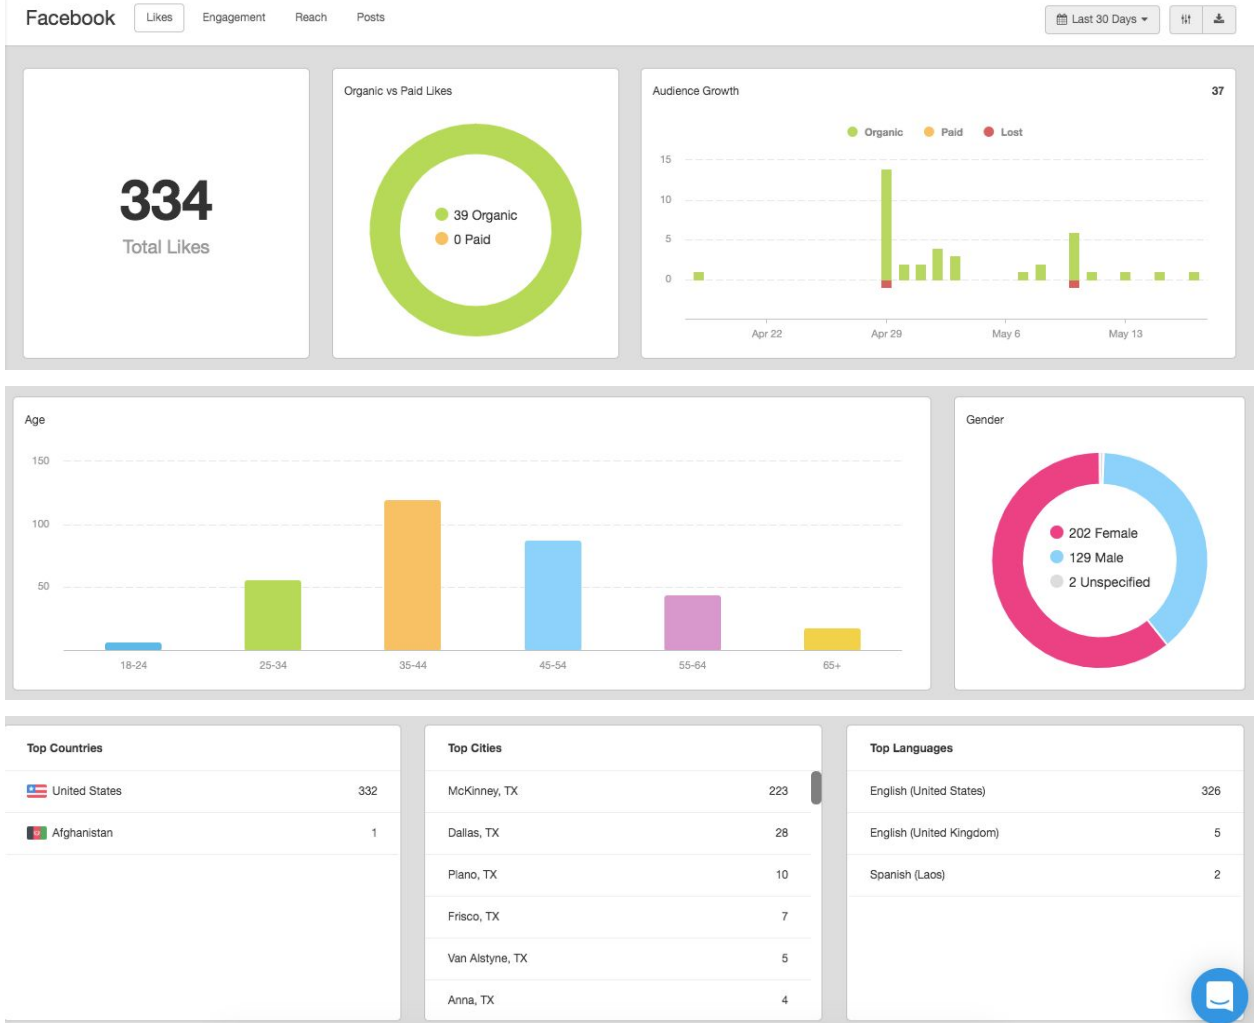 Facebook Likes Engagement Reach Posts Last 30 Days
Organic vs Paid Likes
Audience Growth 37
334
Total Likes
39 Organic
0 Paid
Organic Paid Lost
15
10
5
0
Apr 22 Apr 29 May 6 May 13
Age
150
100
50
18-24 25-34 35-44 45-54 55-64 65+
Gender
202 Female
129 Male
2 Unspecified
Top Countries
United States 332
Afghanistan 1
Top Cities
McKinney, TX 223
Dallas, TX 28
Plano, TX 10
Frisco, TX 7
Van Alstyne, TX 5
Anna, TX 4
Top Languages
English (United States) 326
English (United Kingdom) 5
Spanish (Laos) 2